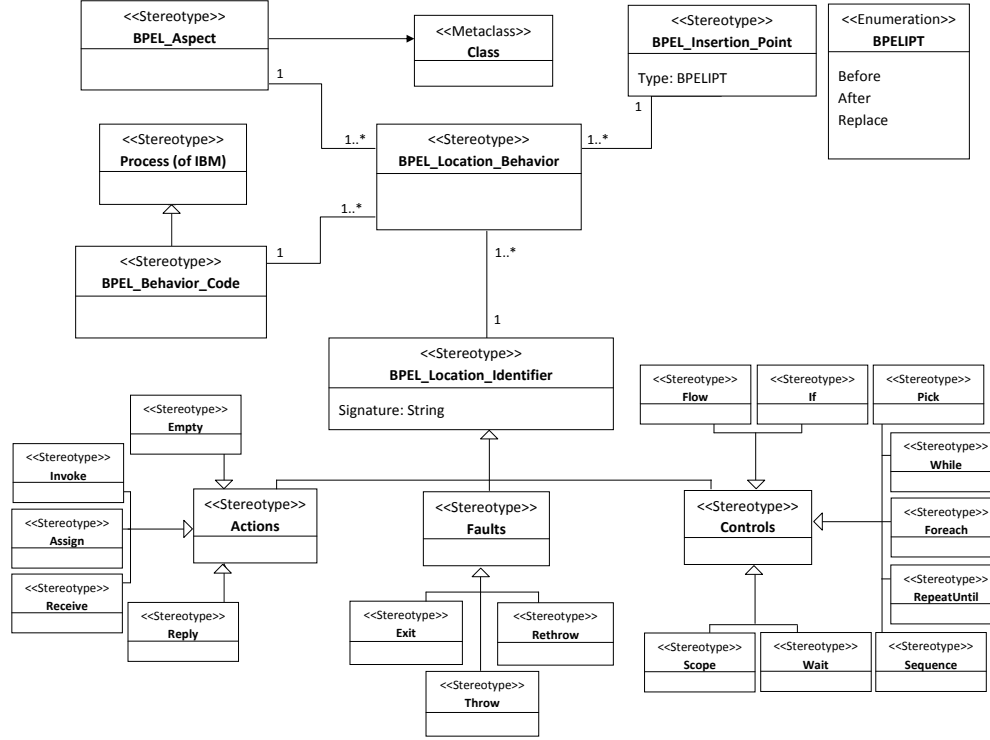 <<Stereotype>>
BPEL_Aspect
<<Metaclass>>
Class
<<Stereotype>>
BPEL_Insertion_Point
Type: BPELIPT
<<Enumeration>>
BPELIPT
Before
After
Replace
1
1..*
1
1..*
<<Stereotype>>
Process (of IBM)
<<Stereotype>>
BPEL_Location_Behavior
1..*
1
<<Stereotype>>
BPEL_Behavior_Code
1..*
1
<<Stereotype>>
BPEL_Location_Identifier
Signature: String
<<Stereotype>>
Flow
<<Stereotype>>
If
<<Stereotype>>
Pick
<<Stereotype>>
Empty
<<Stereotype>>
Invoke
<<Stereotype>>
While
<<Stereotype>>
Actions
<<Stereotype>>
Faults
<<Stereotype>>
Controls
<<Stereotype>>
Assign
<<Stereotype>>
Foreach
<<Stereotype>>
Receive
<<Stereotype>>
RepeatUntil
<<Stereotype>>
Reply
<<Stereotype>>
Exit
<<Stereotype>>
Rethrow
<<Stereotype>>
Scope
<<Stereotype>>
Wait
<<Stereotype>>
Sequence
<<Stereotype>>
Throw